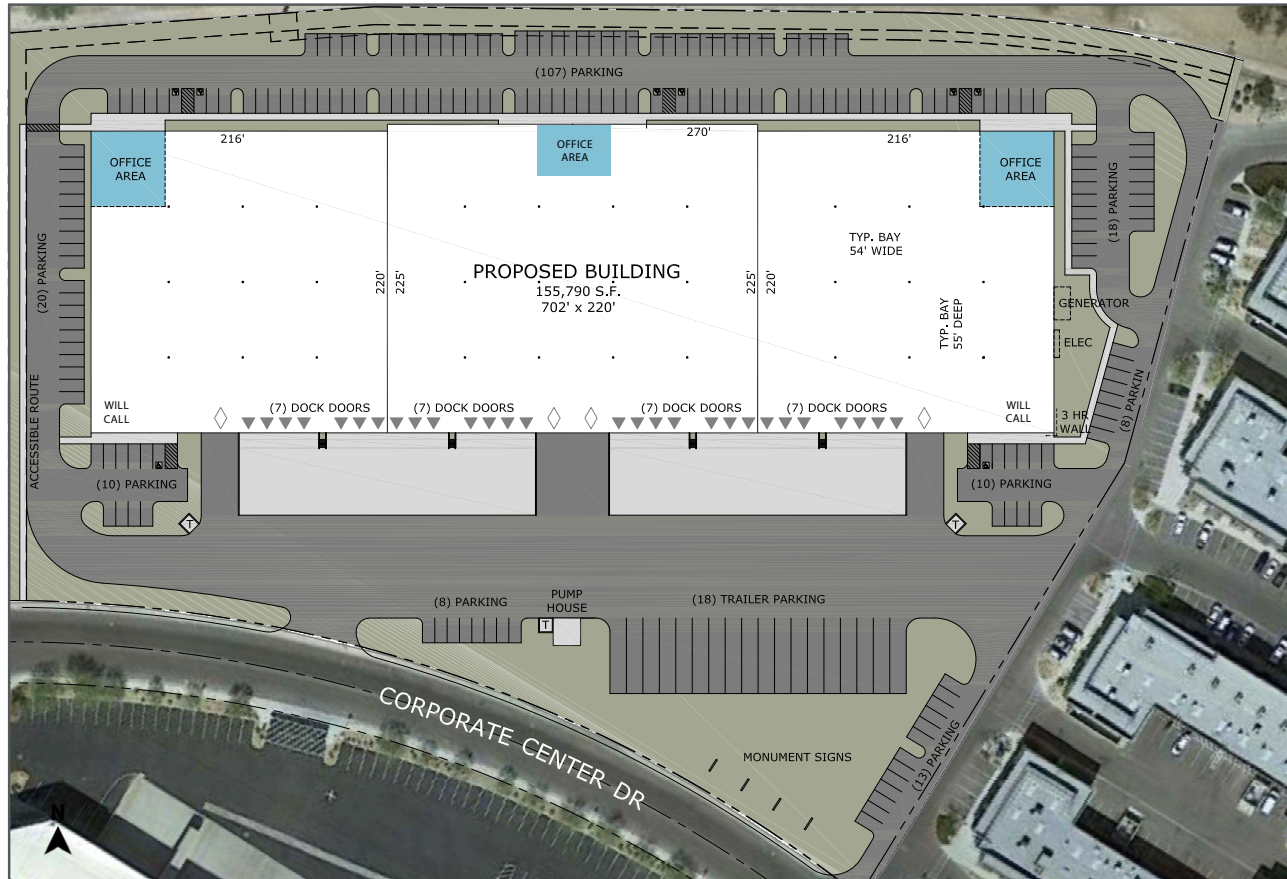 (107) PARKING
216'
270'
216'
OFFICE
AREA
OFFICE
AREA
OFFICE
AREA
(18) PARKING
(20) PARKING
TYP. BAY
54' WIDE
PROPOSED BUILDING
155,790 S.F.
702' x 220'
220'
225'
225'
220'
TYP. BAY
55' DEEP
GENERATOR
ELEC
(8) PARKIN
3 HR
WALL
WILL
CALL
(7) DOCK DOORS
(7) DOCK DOORS
(7) DOCK DOORS
(7) DOCK DOORS
WILL
CALL
ACCESSIBLE ROUTE
(10) PARKING
(10) PARKING
T
T
(8) PARKING
PUMP
HOUSE
T
(18) TRAILER PARKING
CORPORATE CENTER DR
MONUMENT SIGNS
(13) PARKING
N